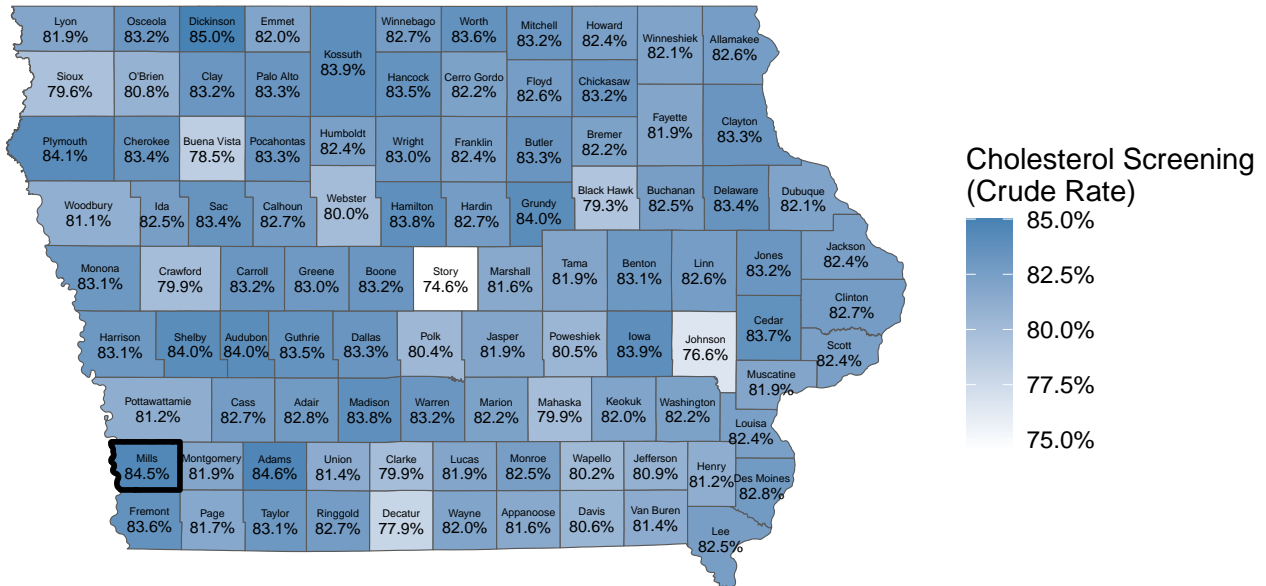 Lyon
81.9%
Osceola
83.2%
Dickinson
85.0%
Emmet
82.0%
Kossuth
83.9%
Winnebago
82.7%
Worth
83.6%
Mitchell
83.2%
Howard
82.4%
Winneshiek
82.1%
Allamakee
82.6%
Sioux
79.6%
O'Brien
80.8%
Clay
83.2%
Palo Alto
83.3%
Hancock
83.5%
Cerro Gordo
82.2%
Floyd
82.6%
Chickasaw
83.2%
Plymouth
84.1%
Cherokee
83.4%
Buena Vista
78.5%
Pocahontas
83.3%
Humboldt
82.4%
Wright
83.0%
Franklin
82.4%
Butler
83.3%
Bremer
82.2%
Fayette
81.9%
Clayton
83.3%
Woodbury
81.1%
Ida
82.5%
Sac
83.4%
Calhoun
82.7%
Webster
80.0%
Hamilton
83.8%
Hardin
82.7%
Grundy
84.0%
Black Hawk
79.3%
Buchanan
82.5%
Delaware
83.4%
Dubuque
82.1%
Monona
83.1%
Crawford
79.9%
Carroll
83.2%
Greene
83.0%
Boone
83.2%
Story
74.6%
Marshall
81.6%
Tama
81.9%
Benton
83.1%
Linn
82.6%
Jones
83.2%
Jackson
82.4%
Clinton
82.7%
Harrison
83.1%
Shelby
84.0%
Audubon
84.0%
Guthrie
83.5%
Dallas
83.3%
Polk
80.4%
Jasper
81.9%
Poweshiek
80.5%
Iowa
83.9%
Johnson
76.6%
Cedar
83.7%
Scott
82.4%
Muscatine
81.9%
Pottawattamie
81.2%
Cass
82.7%
Adair
82.8%
Madison
83.8%
Warren
83.2%
Marion
82.2%
Mahaska
79.9%
Keokuk
82.0%
Washington
82.2%
Louisa
82.4%
Mills
84.5%
Montgomery
81.9%
Adams
84.6%
Union
81.4%
Clarke
79.9%
Lucas
81.9%
Monroe
82.5%
Wapello
80.2%
Jefferson
80.9%
Henry
81.2%
Des Moines
82.8%
Fremont
83.6%
Page
81.7%
Taylor
83.1%
Ringgold
82.7%
Decatur
77.9%
Wayne
82.0%
Appanoose
81.6%
Davis
80.6%
Van Buren
81.4%
Lee
82.5%
Cholesterol Screening
(Crude Rate)
85.0%
82.5%
80.0%
77.5%
75.0%